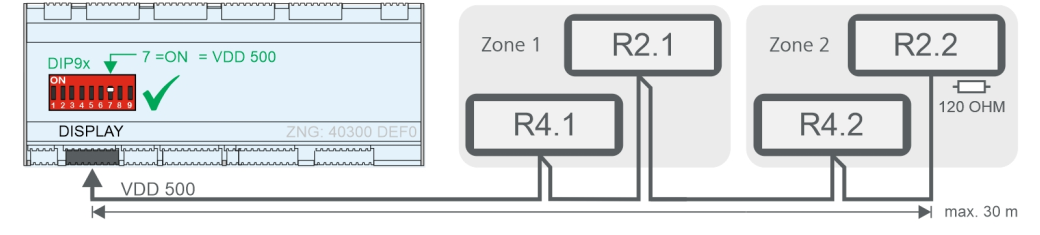 7 =ON = VDD 500
DIP9x
ON
1 2 3 4 5 6 7 8 9
DISPLAY
ZNG: 40300 DEF0
VDD 500
Zone 1
R2.1
R4.1
Zone 2
R2.2
120 OHM
R4.2
max. 30 m